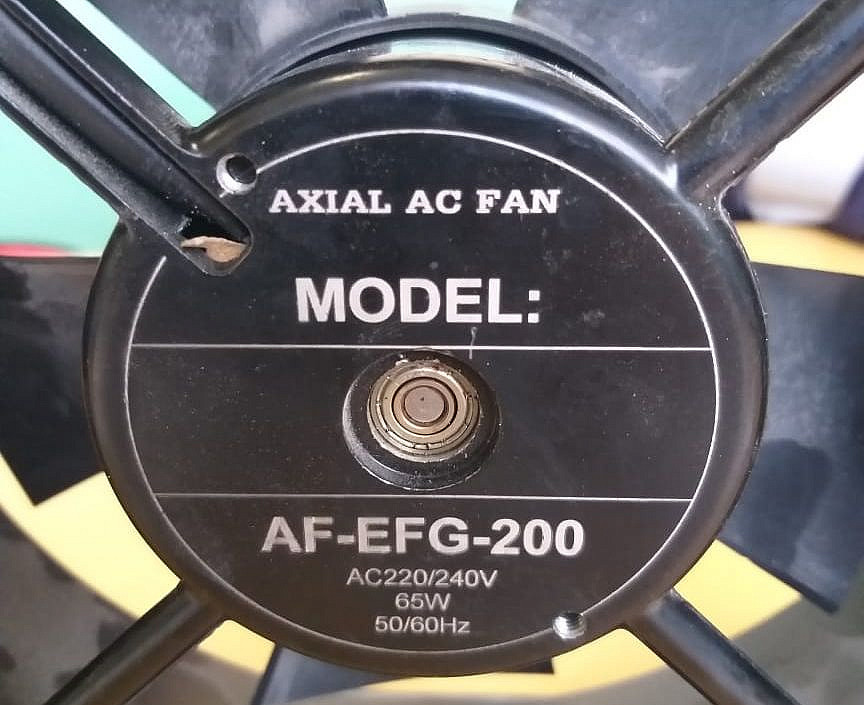 AXIAL AC FAN
MODEL:
AF-EFG-200
AC220/240V
65W
50/60Hz